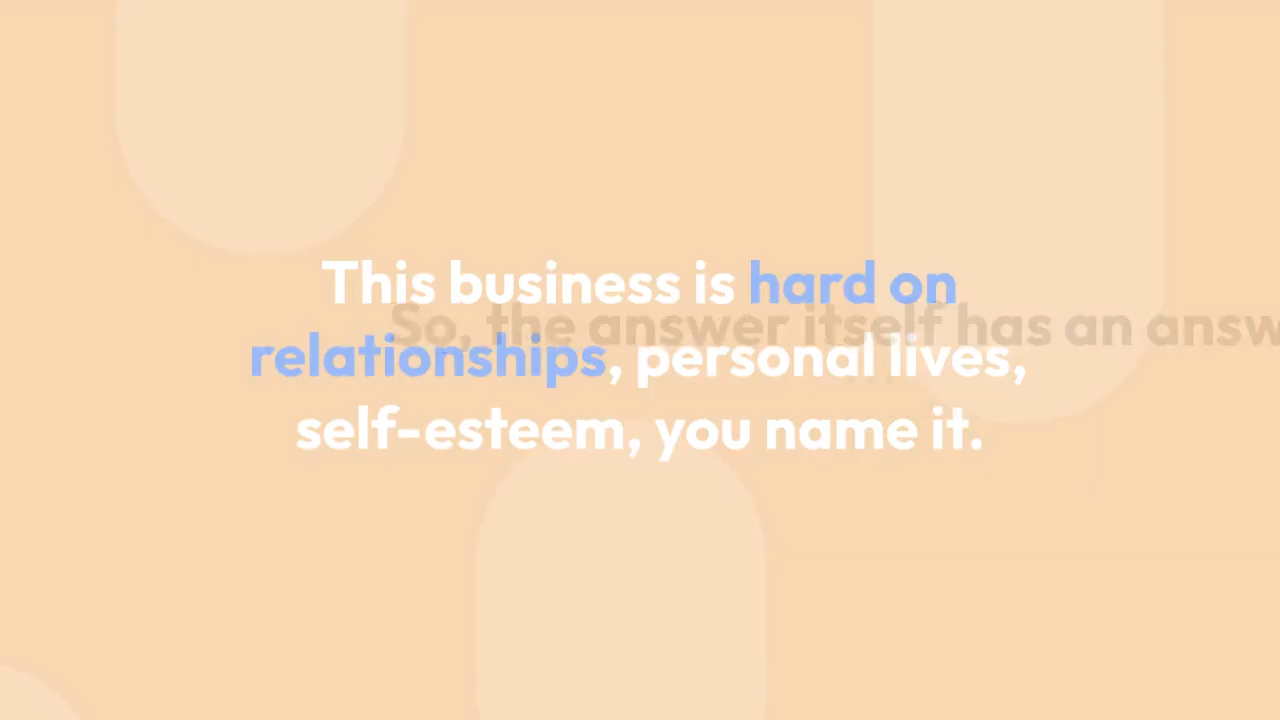 This business is hard on
So, the answer itself has an answ
relationships, personal lives,
self-esteem, you name it.